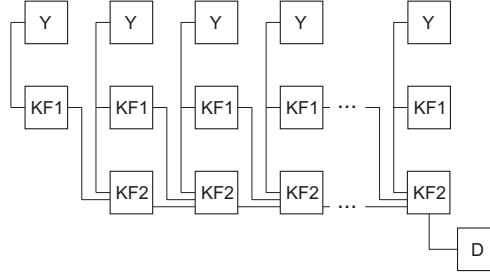 Y Y Y Y Y
KF1 KF1 KF1 KF1 ... KF1
KF2 KF2 KF2 ... KF2
D